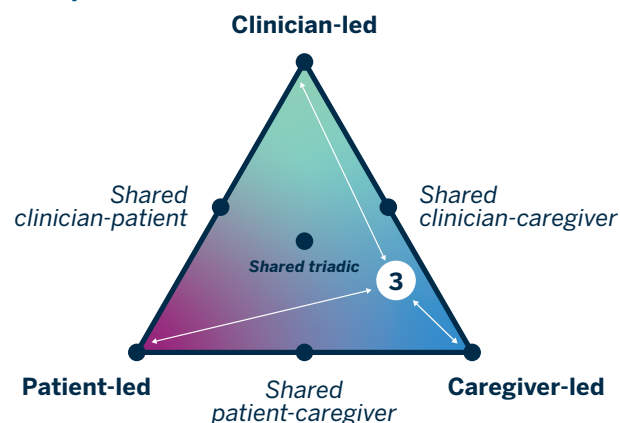 Clinician-led
Shared
clinician-patient
Shared
clinician-caregiver
Shared triadic
3
Patient-led
Shared
patient-caregiver
Caregiver-led